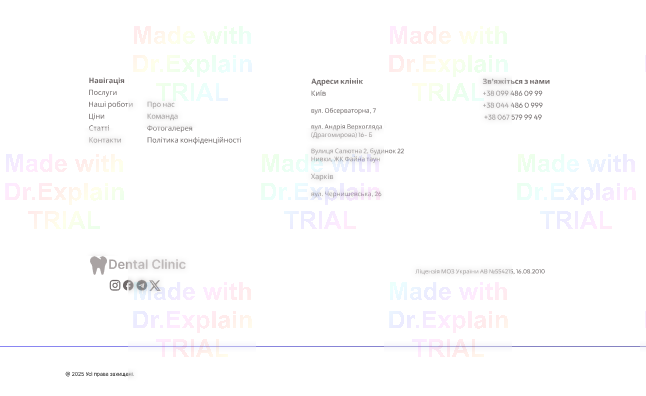 Made with Made with
Dr.Explain Dr.Explain
TRIAL TRIAL
Навігація
Послуги
Наші роботи
Ціни
Статті
Контакти
Про нас
Команда
Фотогалерея
Політика конфіденційності
Адреси клінік
Київ
вул. Обсерваторна, 7
вул. Андрія Верхогляда
(Драгомирова)
Вулиця Салютна 2, будинок 22
Нивки, ЖК Файна Таун
Харків
вул. Чернишевська, 26
Зв'яжіться з нами
+38 099 486 09 99
+38 044 486 0 999
+38 067 579 99 49
Made with Made with Made with
Dr.Explain Dr.Explain Dr.Explain
TRIAL TRIAL TRIAL
Dental Clinic
Ліцензія МОЗ України АВ №554215, 16.08.2010
Made with Made with
Dr.Explain Dr.Explain
TRIAL TRIAL
@ 2025 Усі права захищені